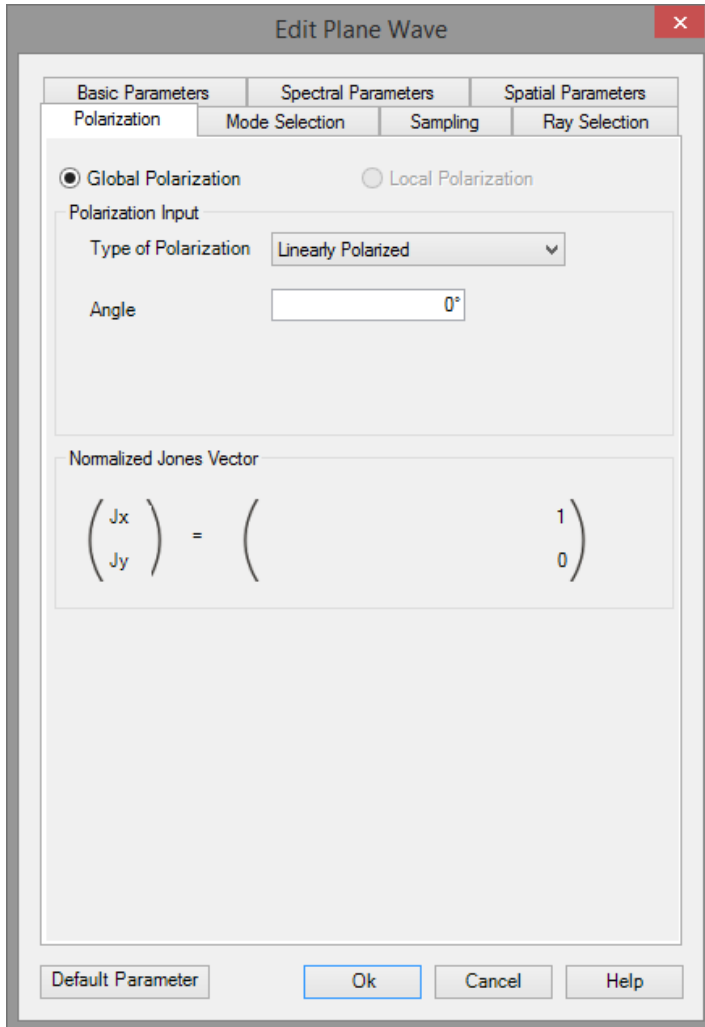 Edit Plane Wave
Basic Parameters Spectral Parameters Spatial Parameters
Polarization Mode Selection Sampling Ray Selection
Global Polarization Local Polarization
Polarization Input
Type of Polarization Linearly Polarized
Angle 0°
Normalized Jones Vector
Jx 1
=
Jy 0
Default Parameter Ok Cancel Help